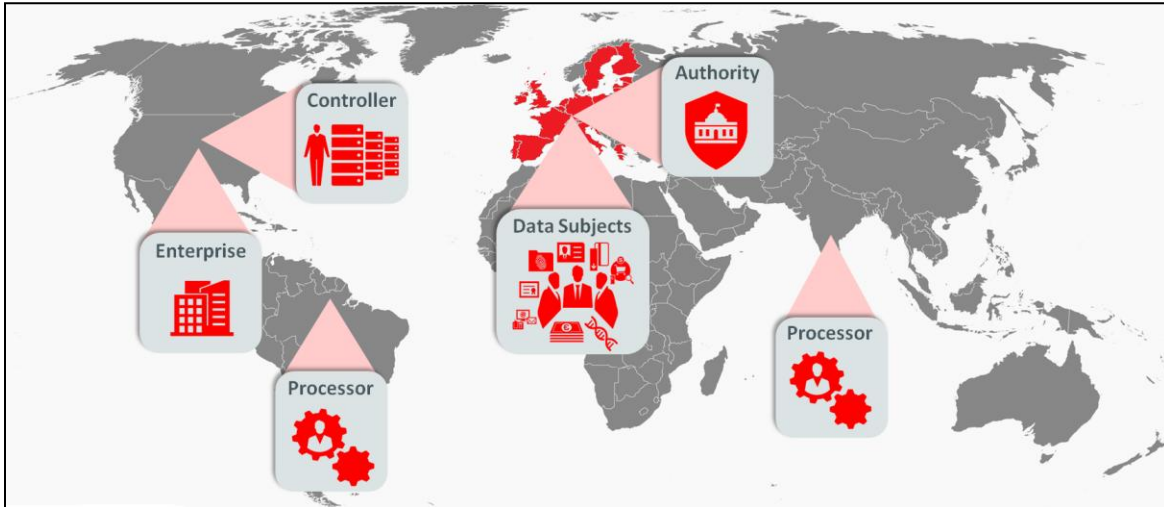 Controller
Authority
Enterprise
Data Subjects
Processor
Processor